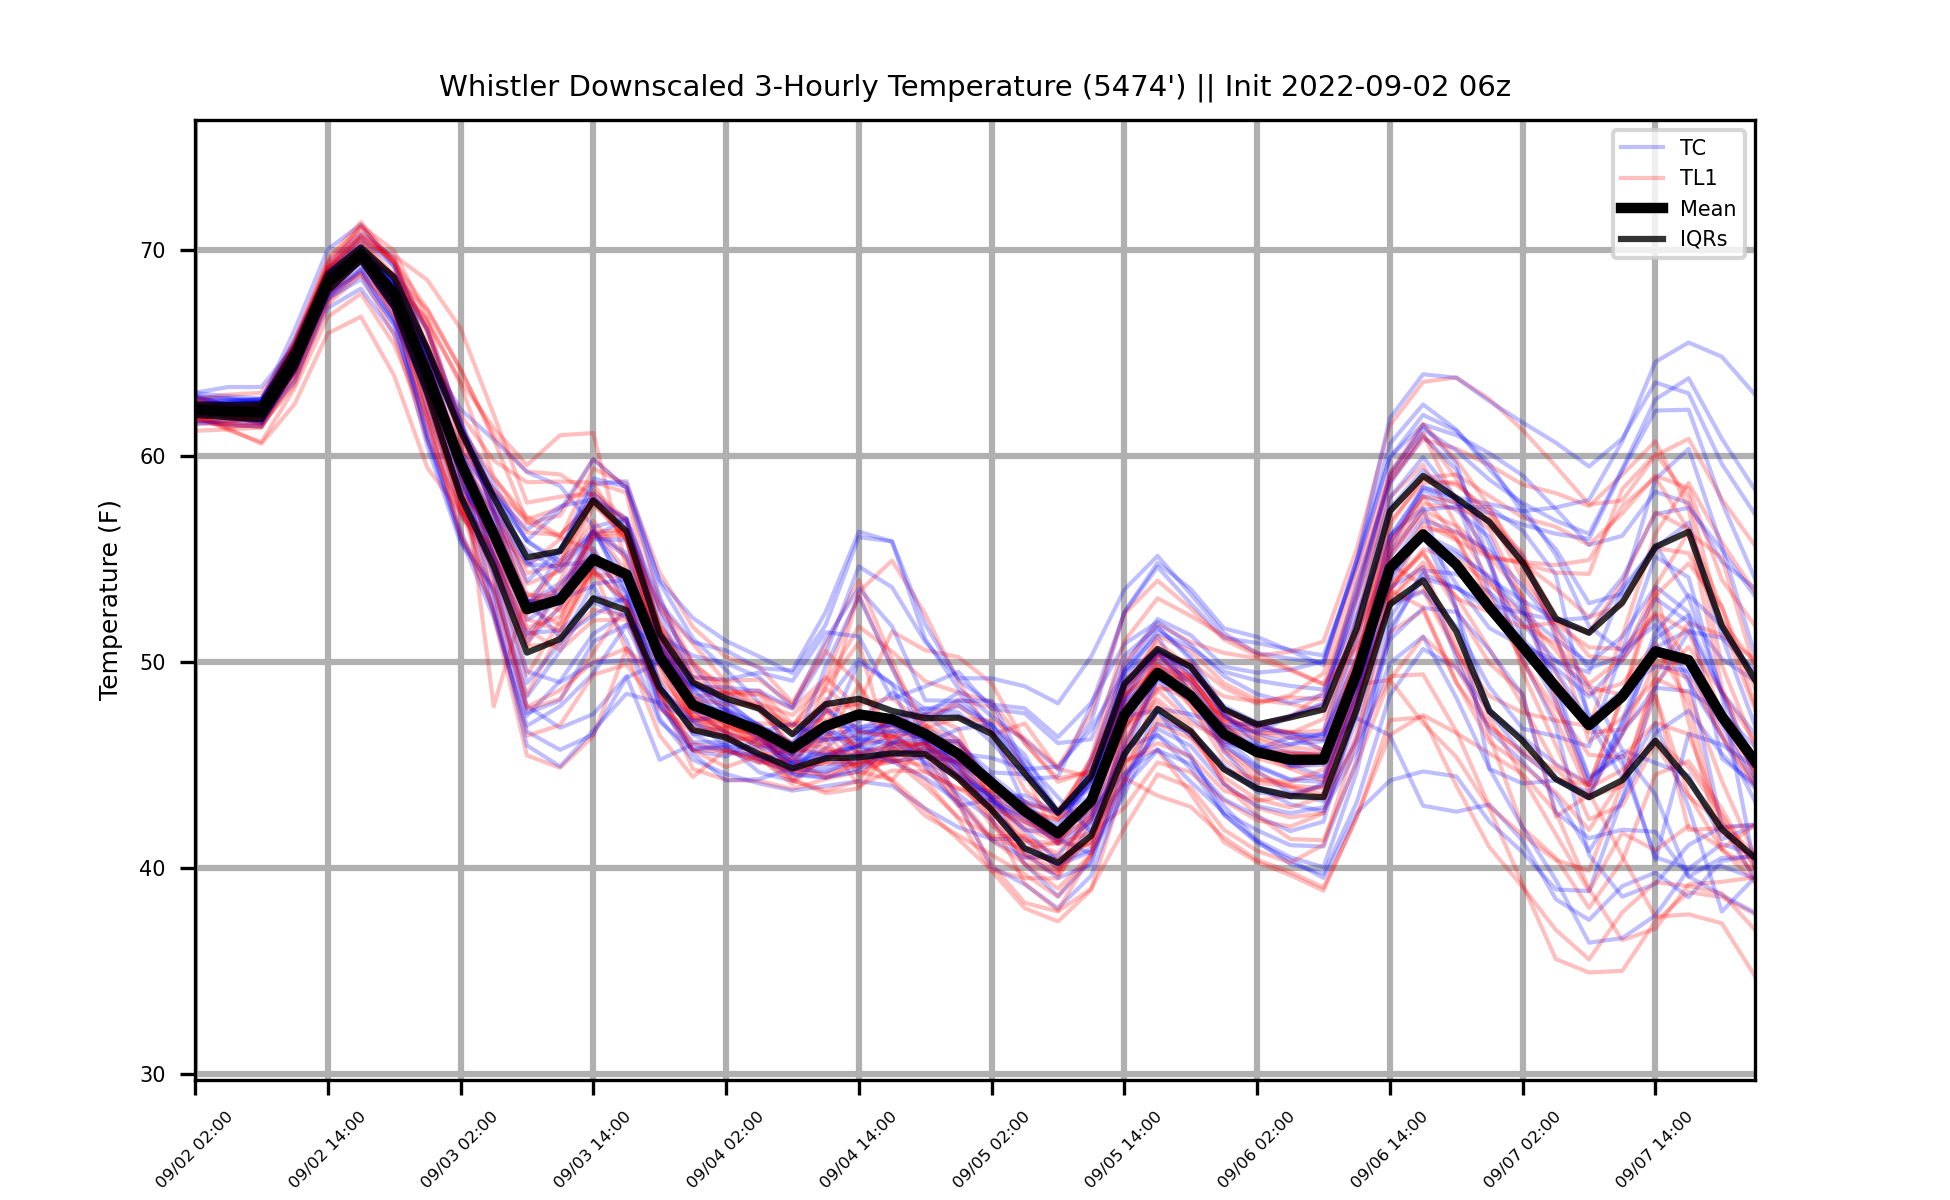 Whistler Downscaled 3-Hourly Temperature (5474') || Init 2022-09-02 06z
TC
TL1
Mean
IQRs
Temperature (F)
70
60
50
40
30
09/02 02:00
09/02 14:00
09/03 02:00
09/03 14:00
09/04 02:00
09/04 14:00
09/05 02:00
09/05 14:00
09/06 02:00
09/06 14:00
09/07 02:00
09/07 14:00